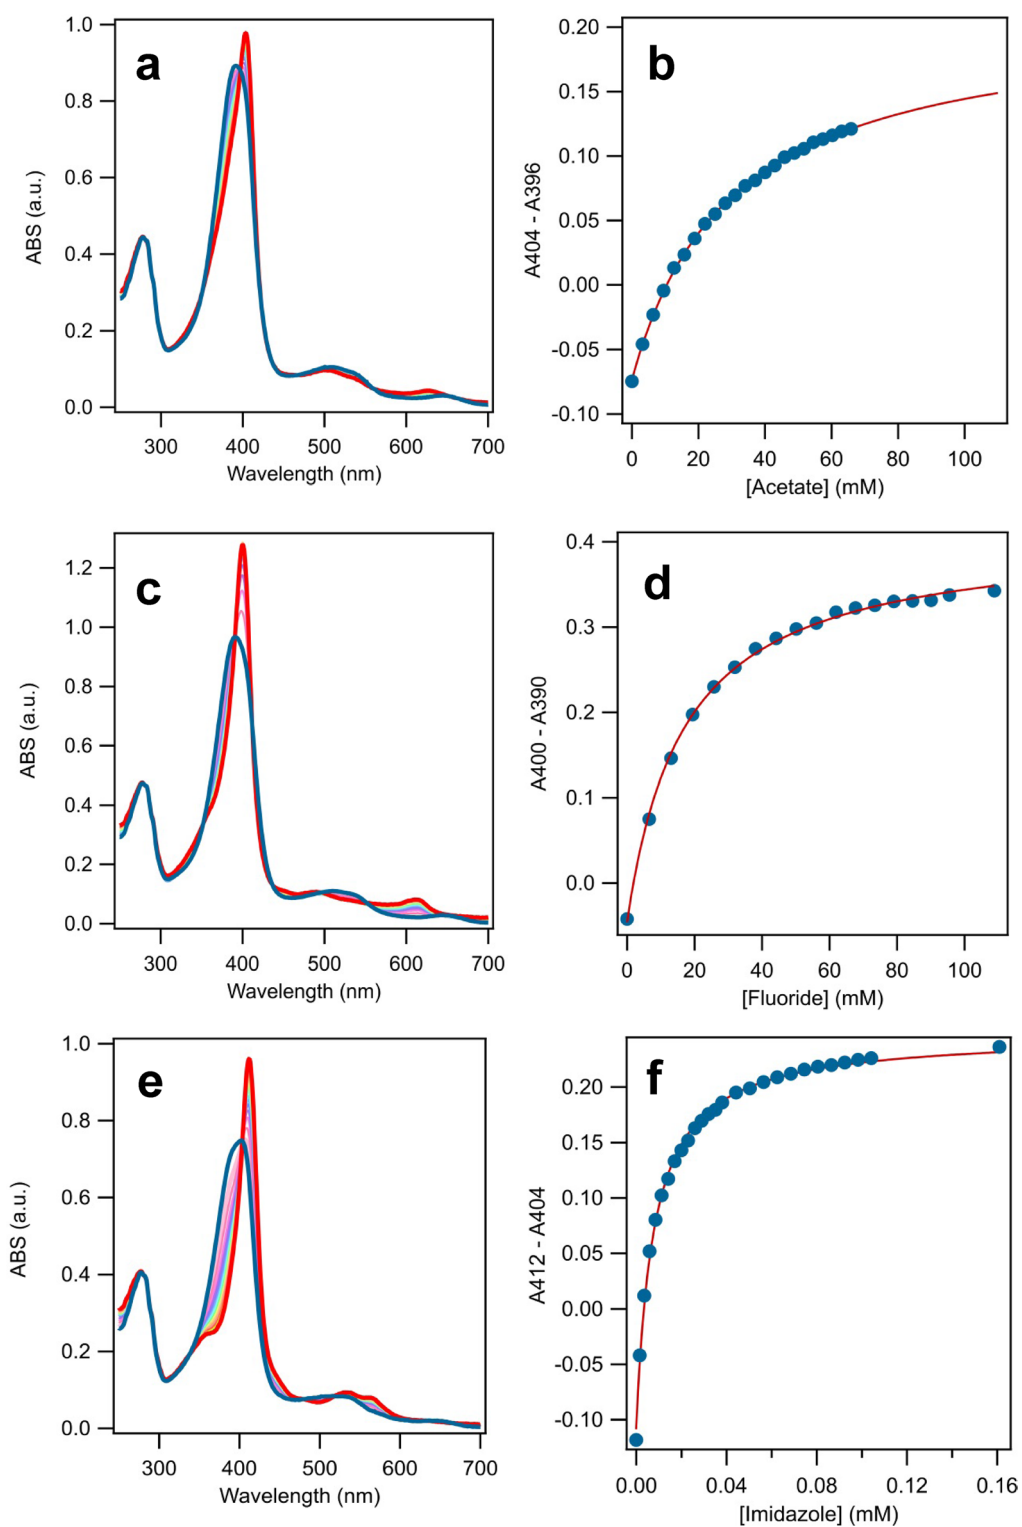 a
1.0
0.8
0.6
0.4
0.2
0.0
ABS (a.u.)
300 400 500 600 700
Wavelength (nm)
b
0.20
0.15
0.10
0.05
0.00
-0.05
-0.10
A404 - A396
0 20 40 60 80 100
[Acetate] (mM)
c
1.2
1.0
0.8
0.6
0.4
0.2
0.0
ABS (a.u.)
300 400 500 600 700
Wavelength (nm)
d
0.4
0.3
0.2
0.1
0.0
A400 - A390
0 20 40 60 80 100
[Fluoride] (mM)
e
1.0
0.8
0.6
0.4
0.2
0.0
ABS (a.u.)
300 400 500 600 700
Wavelength (nm)
f
0.20
0.15
0.10
0.05
0.00
-0.05
-0.10
A412 - A404
0.00 0.04 0.08 0.12 0.16
[Imidazole] (mM)